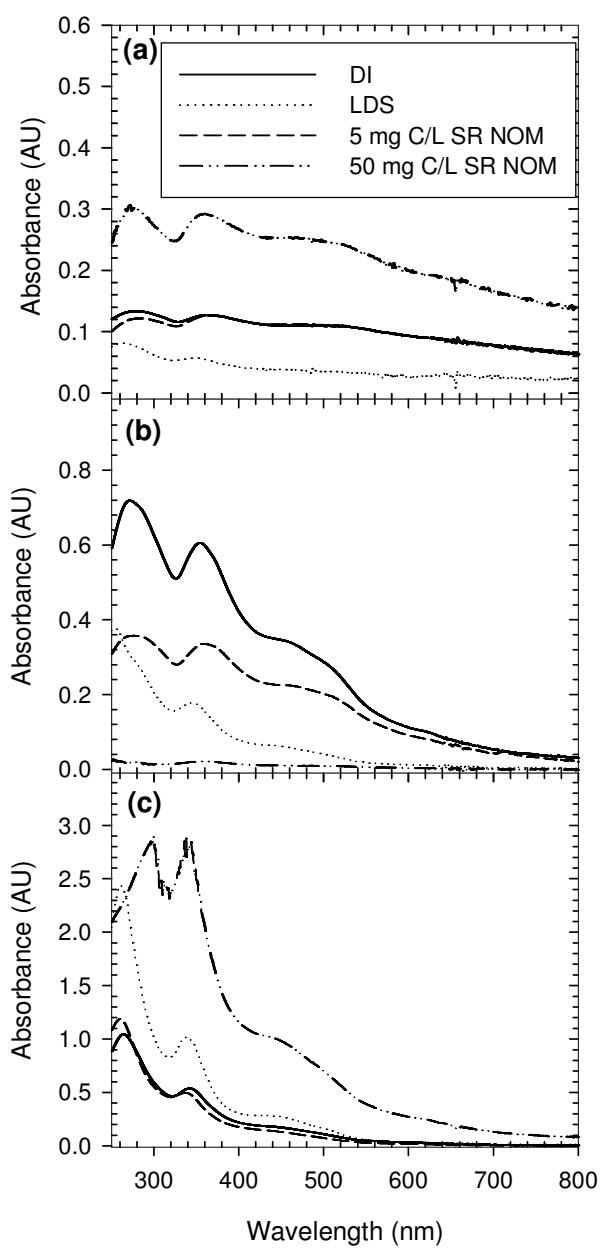 0.6
(a)
DI
LDS
5 mg C/L SR NOM
50 mg C/L SR NOM
0.5
0.4
0.3
0.2
0.1
0.0
Absorbance (AU)
(b)
0.8
0.6
0.4
0.2
0.0
Absorbance (AU)
(c)
3.0
2.5
2.0
1.5
1.0
0.5
0.0
Absorbance (AU)
300 400 500 600 700 800
Wavelength (nm)